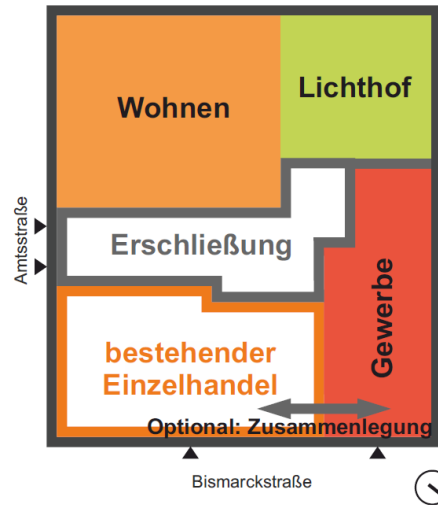 Wohnen
Lichthof
Amtsstraße
Erschließung
Gewerbe
bestehender
Einzelhandel
Optional: Zusammenlegung
Bismarckstraße